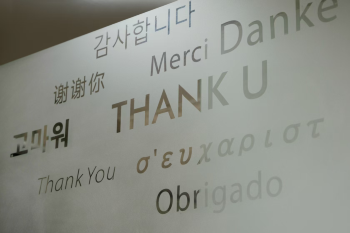 감사합니다
Merci Danke
谢谢你
THANK U
고마워
σ'ευχαριστ
Thank You
Obrigado